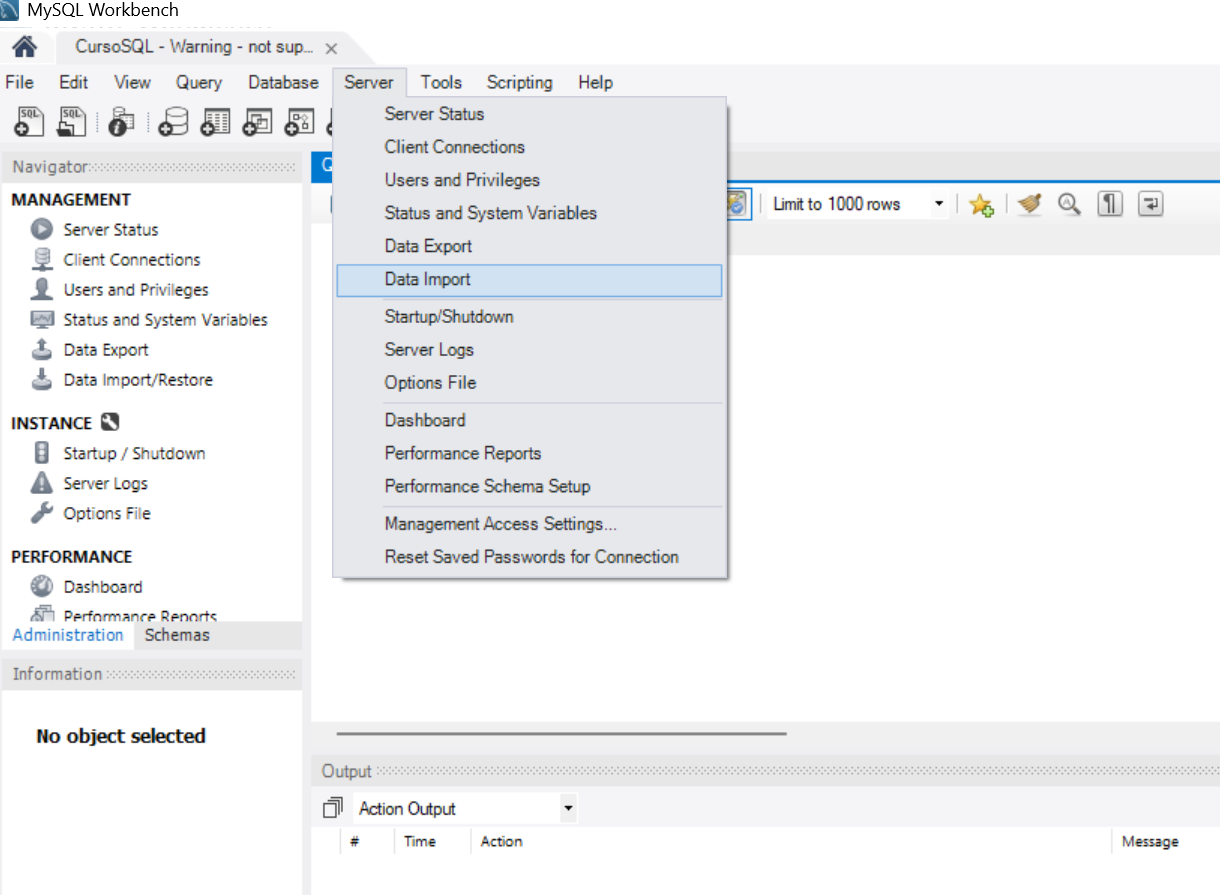 MySQL Workbench
CursoSQL - Warning - not sup...
File Edit View Query Database Server Tools Scripting Help
SQL SQL
Server Status
Client Connections
Users and Privileges
Status and System Variables
Data Export
Data Import
Startup/Shutdown
Server Logs
Options File
Dashboard
Performance Reports
Performance Schema Setup
Management Access Settings...
Reset Saved Passwords for Connection
Navigator
MANAGEMENT
Server Status
Client Connections
Users and Privileges
Status and System Variables
Data Export
Data Import/Restore
INSTANCE
Startup / Shutdown
Server Logs
Options File
PERFORMANCE
Dashboard
Performance Reports
Administration Schemas
Information
No object selected
Limit to 1000 rows
Output
Action Output
# Time Action Message